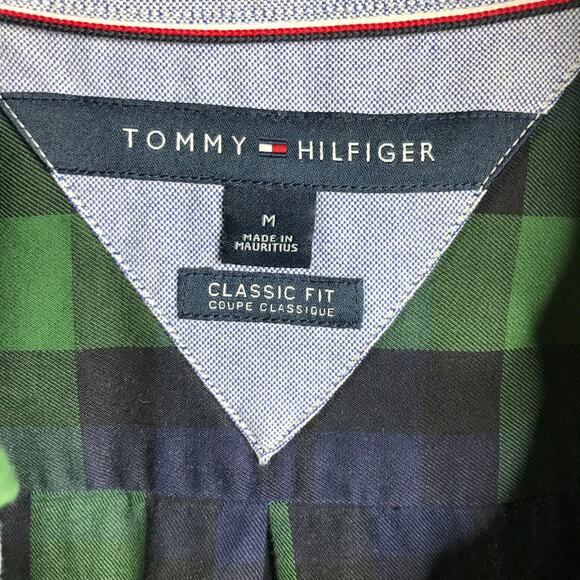 TOMMY HILFIGER
M
MADE IN
MAURITIUS
CLASSIC FIT
COUPE CLASSIQUE